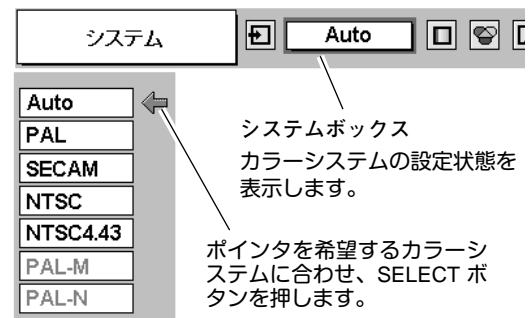 システム
Auto
Auto
PAL
SECAM
NTSC
NTSC4.43
PAL-M
PAL-N
システムボックス
カラーシステムの設定状態を
表示します。
ポインタを希望するカラーシ
ステムに合わせ、SELECT ボ
タンを押します。